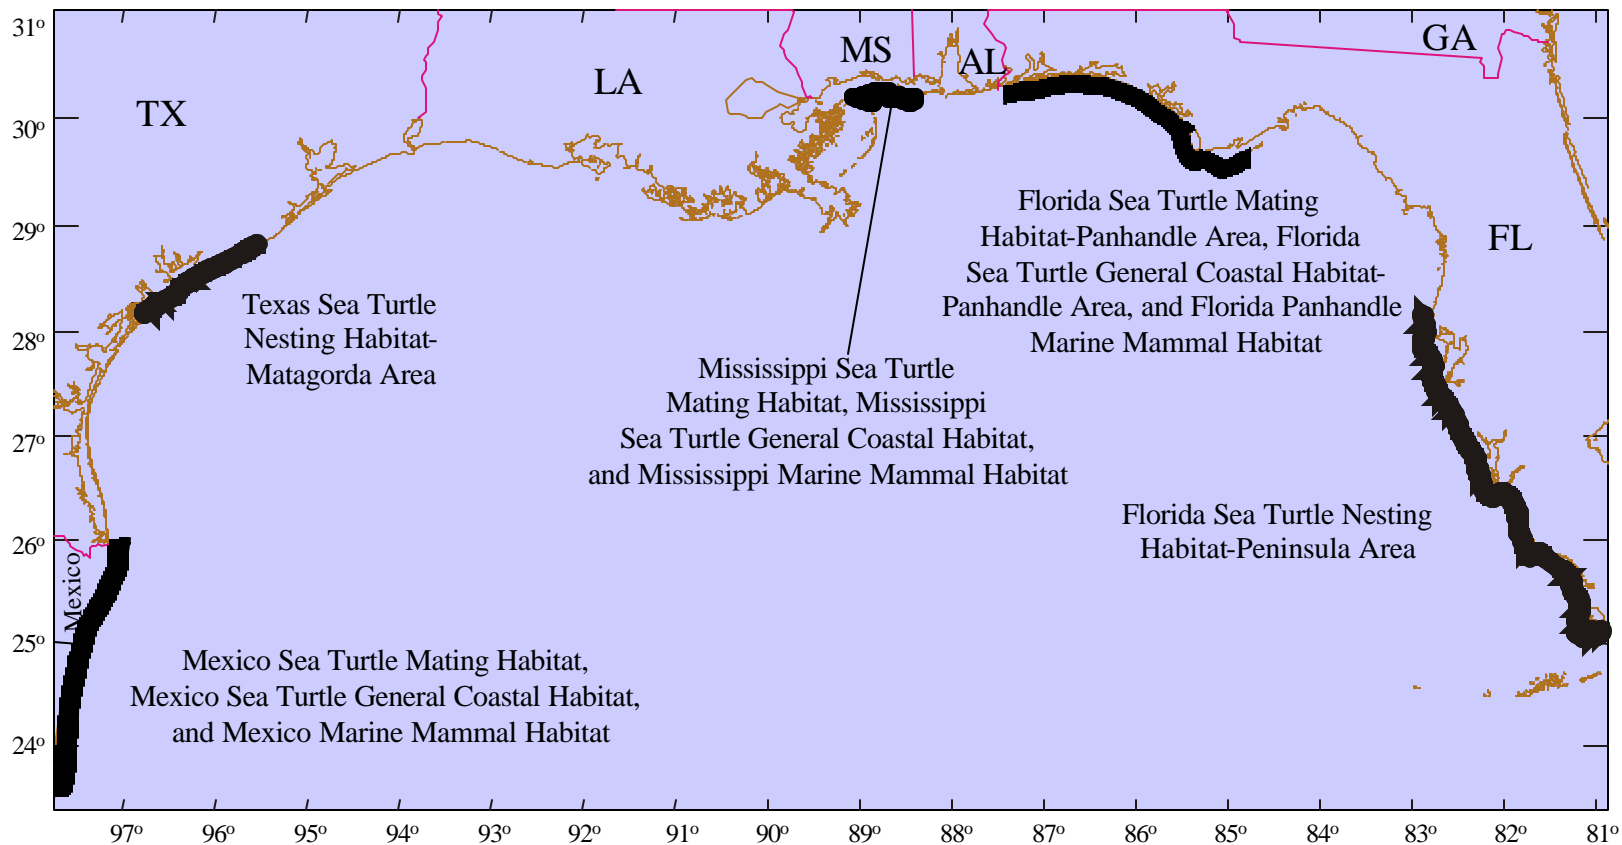 31º
30º
29º
28º
27º
26º
25º
24º
TX
LA
MS
AL
GA
FL
Mexico
Texas Sea Turtle
Nesting Habitat-
Matagorda Area
Mississippi Sea Turtle
Mating Habitat, Mississippi
Sea Turtle General Coastal Habitat,
and Mississippi Marine Mammal Habitat
Florida Sea Turtle Mating
Habitat-Panhandle Area, Florida
Sea Turtle General Coastal Habitat-
Panhandle Area, and Florida Panhandle
Marine Mammal Habitat
Florida Sea Turtle Nesting
Habitat-Peninsula Area
Mexico Sea Turtle Mating Habitat,
Mexico Sea Turtle General Coastal Habitat,
and Mexico Marine Mammal Habitat
97º 96º 95º 94º 93º 92º 91º 90º 89º 88º 87º 86º 85º 84º 83º 82º 81º